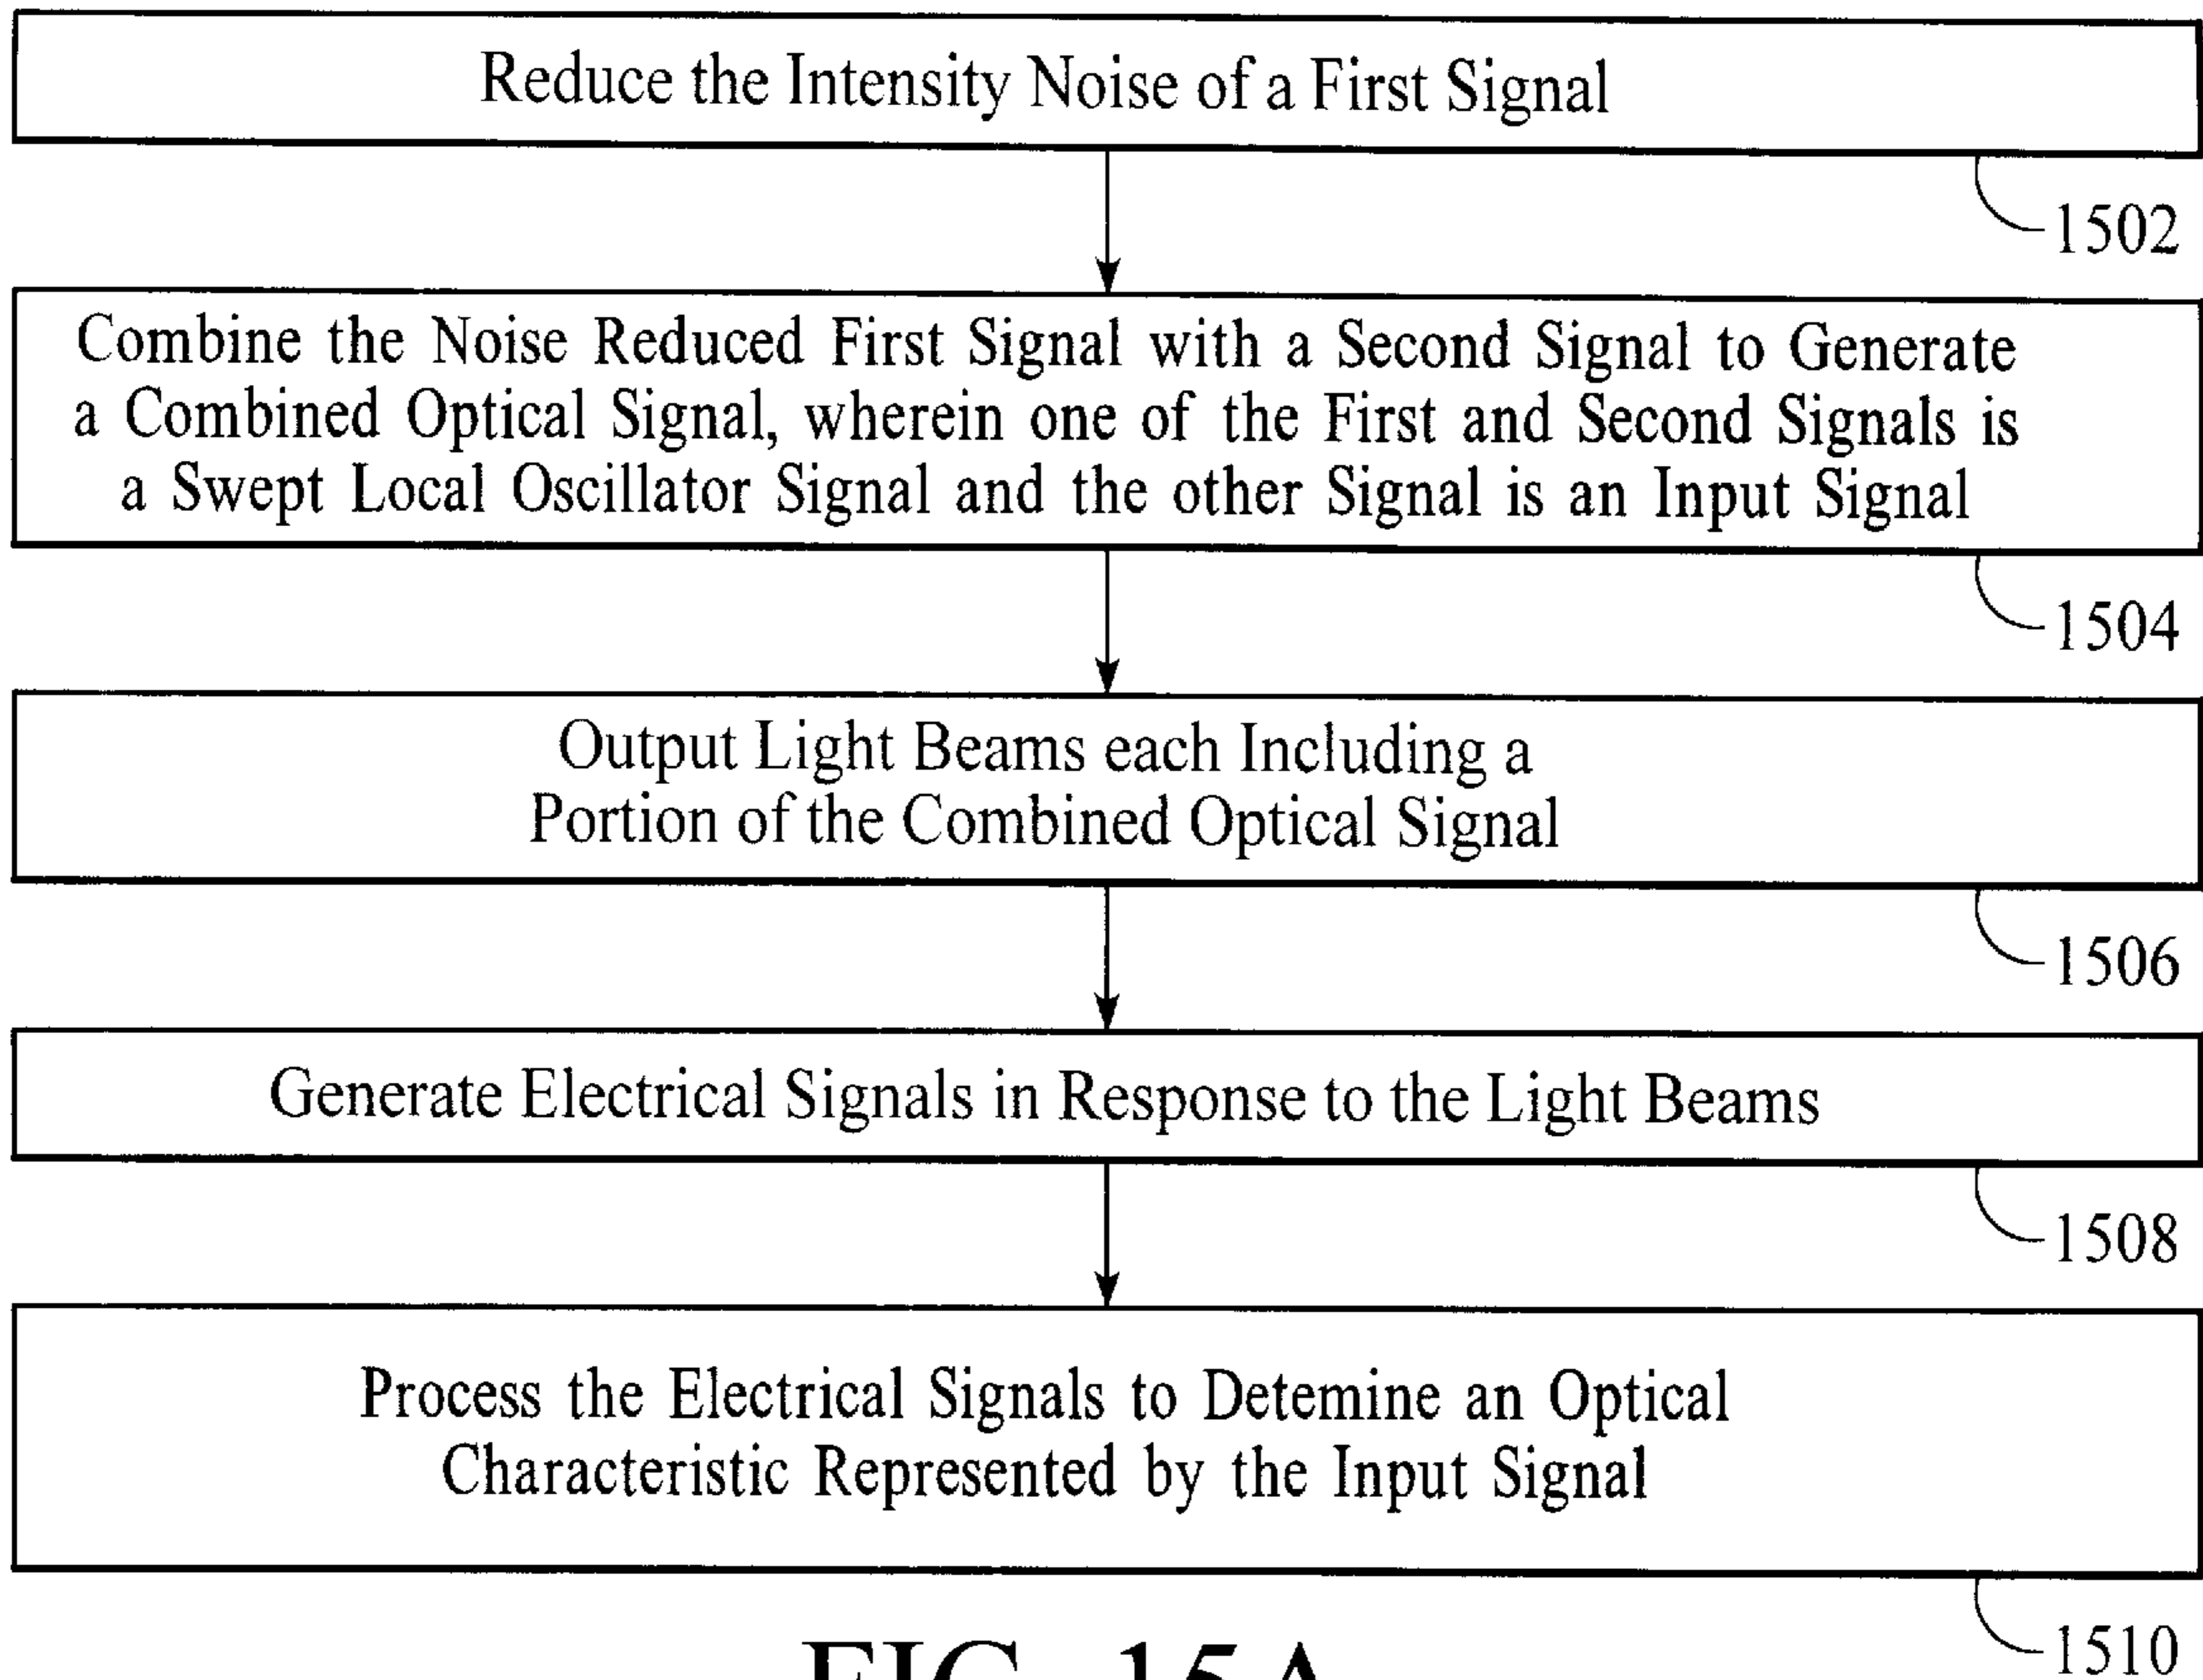 Reduce the Intensity Noise of a First Signal
1502
Combine the Noise Reduced First Signal with a Second Signal to Generate
a Combined Optical Signal, wherein one of the First and Second Signals is
a Swept Local Oscillator Signal and the other Signal is an Input Signal
1504
Output Light Beams each Including a
Portion of the Combined Optical Signal
1506
Generate Electrical Signals in Response to the Light Beams
1508
Process the Electrical Signals to Detemine an Optical
Characteristic Represented by the Input Signal
1510
FIG. 15A